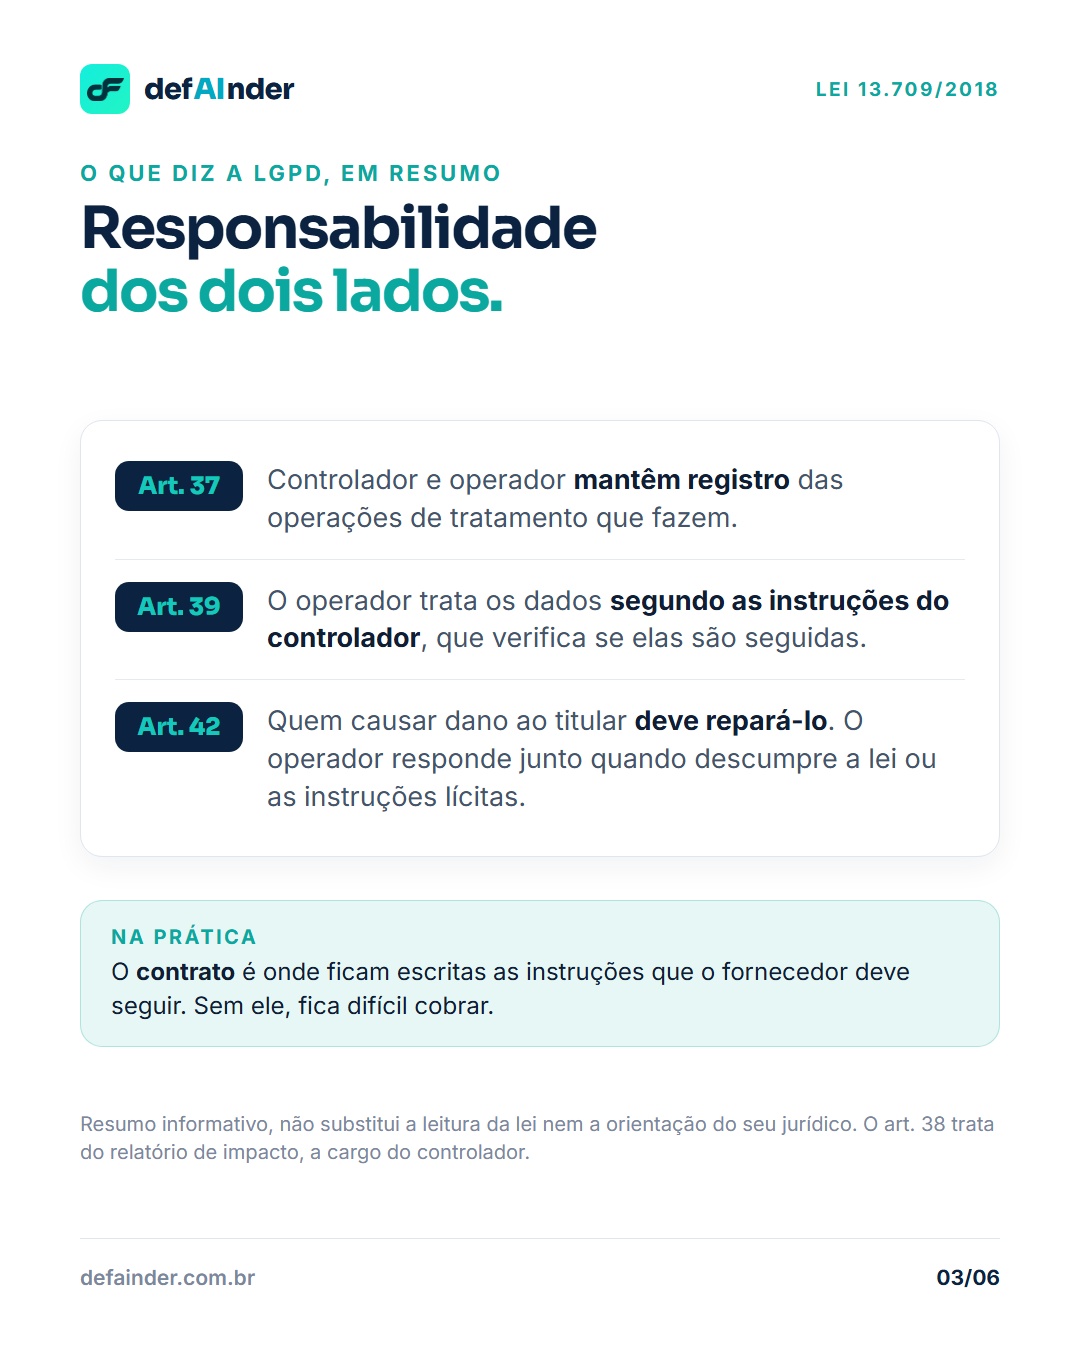 defAInder
LEI 13.709/2018
O QUE DIZ A LGPD, EM RESUMO
Responsabilidade
dos dois lados.
Art. 37
Controlador e operador mantêm registro das
operações de tratamento que fazem.
Art. 39
O operador trata os dados segundo as instruções do
controlador, que verifica se elas são seguidas.
Art. 42
Quem causar dano ao titular deve repará-lo. O
operador responde junto quando descumpre a lei ou
as instruções lícitas.
NA PRÁTICA
O contrato é onde ficam escritas as instruções que o fornecedor deve
seguir. Sem ele, fica difícil cobrar.
Resumo informativo, não substitui a leitura da lei nem a orientação do seu jurídico. O art. 38 trata
do relatório de impacto, a cargo do controlador.
defainder.com.br
03/06